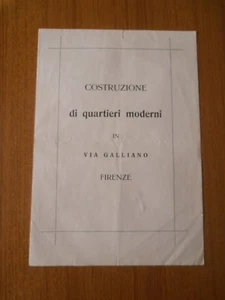 COSTRUZIONE
di quartieri moderni
IN
VIA GALLIANO
FIRENZE